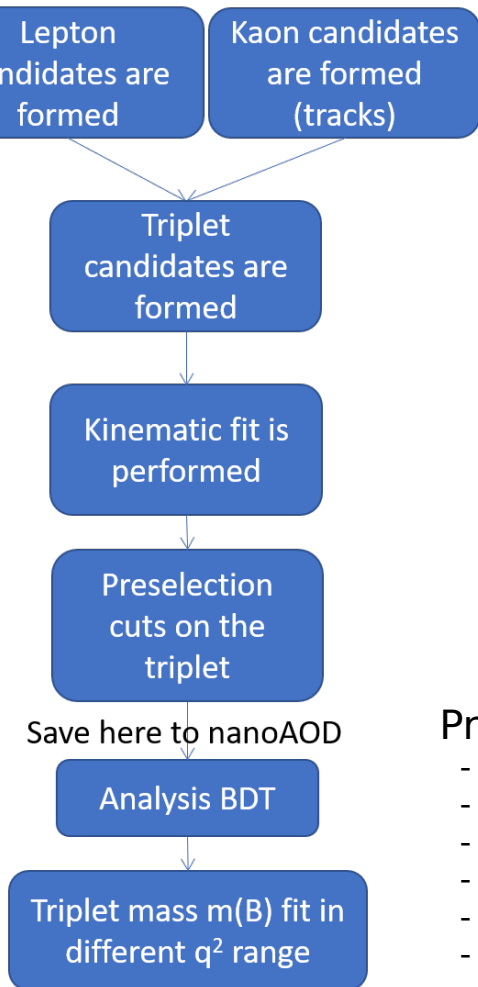 Lepton
candidates are
formed
Kaon candidates
are formed
(tracks)
Triplet
candidates are
formed
Kinematic fit is
performed
Preselection
cuts on the
triplet
Save here to nanoAOD
Pr
-
-
-
-
-
-
Analysis BDT
Triplet mass m(B) fit in
different q² range